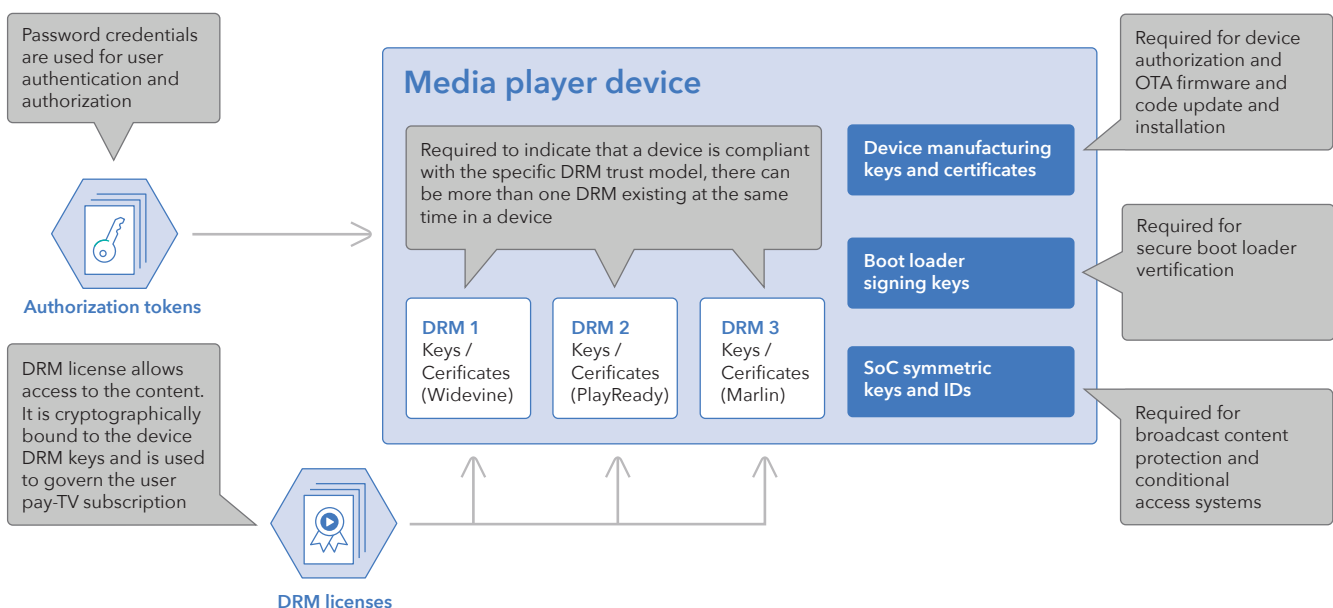 Password credentials
are used for user
authentication and
authorization
Authorization tokens
DRM license allows
access to the content.
It is cryptographically
bound to the device
DRM keys and is used
to govern the user
pay-TV subscription
DRM licenses
Media player device
Required to indicate that a device is compliant
with the specific DRM trust model, there can
be more than one DRM existing at the same
time in a device
DRM 1
Keys /
Cerificates
(Widevine)
DRM 2
Keys /
Cerificates
(PlayReady)
DRM 3
Keys /
Cerificates
(Marlin)
Device manufacturing
keys and certificates
Boot loader
signing keys
SoC symmetric
keys and IDs
Required for device
authorization and
OTA firmware and
code update and
installation
Required for
secure boot loader
vertification
Required for
broadcast content
protection and
conditional
access systems